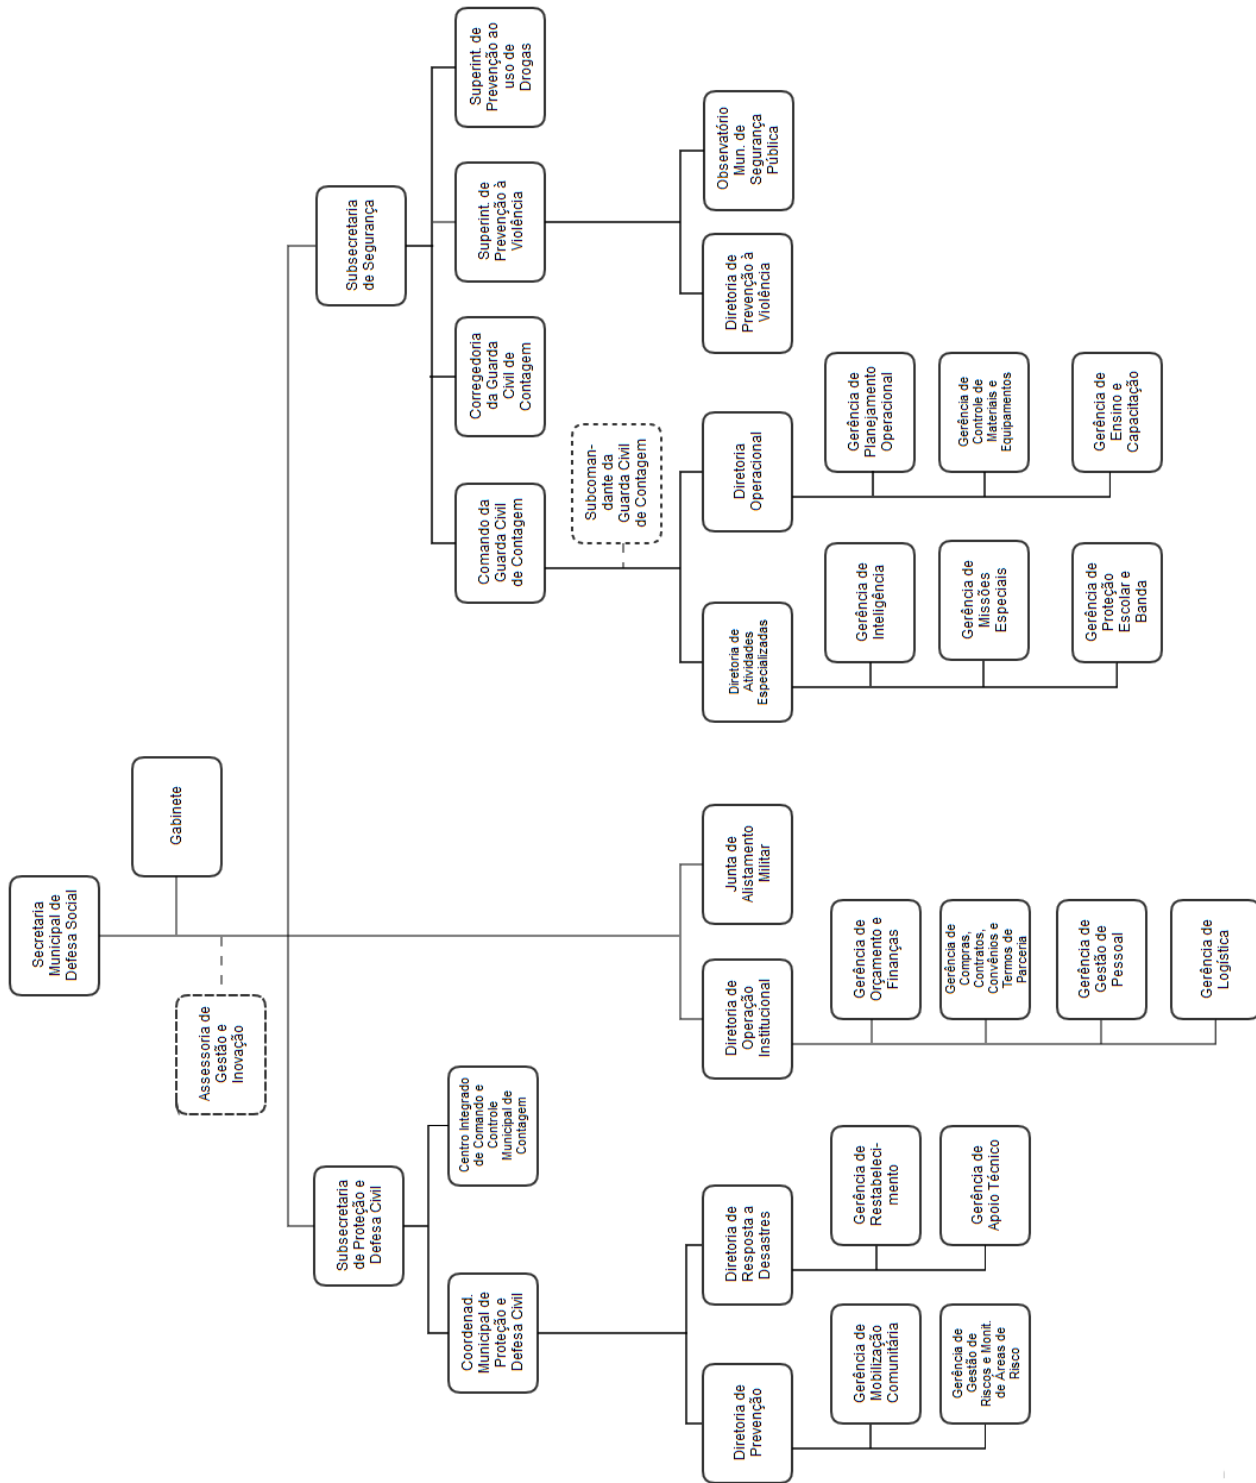 Secretaria
Municipal de
Defesa Social
Gabinete
Assessoria de
Gestão e
Inovação
Subsecretaria
de Proteção e
Defesa Civil
Subsecretaria
de Segurança
Coordenad.
Municipal de
Proteção e
Defesa Civil
Centro Integrado
de Comando e
Controle
Municipal de
Contagem
Comando da
Guarda Civil
de Contagem
Corregedoria
da Guarda
Civil de
Contagem
Superint. de
Prevenção à
Violência
Superint. de
Prevenção ao
uso de
Drogas
Subcoman-
dante da
Guarda Civil
de Contagem
Diretoria de
Prevenção
Diretoria de
Resposta a
Desastres
Diretoria de
Operação
Institucional
Junta de
Alistamento
Militar
Diretoria de
Atividades
Especializadas
Diretoria
Operacional
Diretoria de
Prevenção à
Violência
Observatório
Mun. de
Segurança
Pública
Gerência de
Mobilização
Comunitária
Gerência de
Restabeleci-
mento
Gerência de
Orçamento e
Finanças
Gerência de
Inteligência
Gerência de
Planejamento
Operacional
Gerência de
Gestão de
Riscos e Monit.
de Áreas de
Risco
Gerência de
Apoio Técnico
Gerência de
Compras,
Contratos,
Convênios e
Termos de
Parceria
Gerência de
Missões
Especiais
Gerência de
Controle de
Materiais e
Equipamentos
Gerência de
Gestão de
Pessoal
Gerência de
Proteção
Escolar e
Banda
Gerência de
Ensino e
Capacitação
Gerência de
Logística